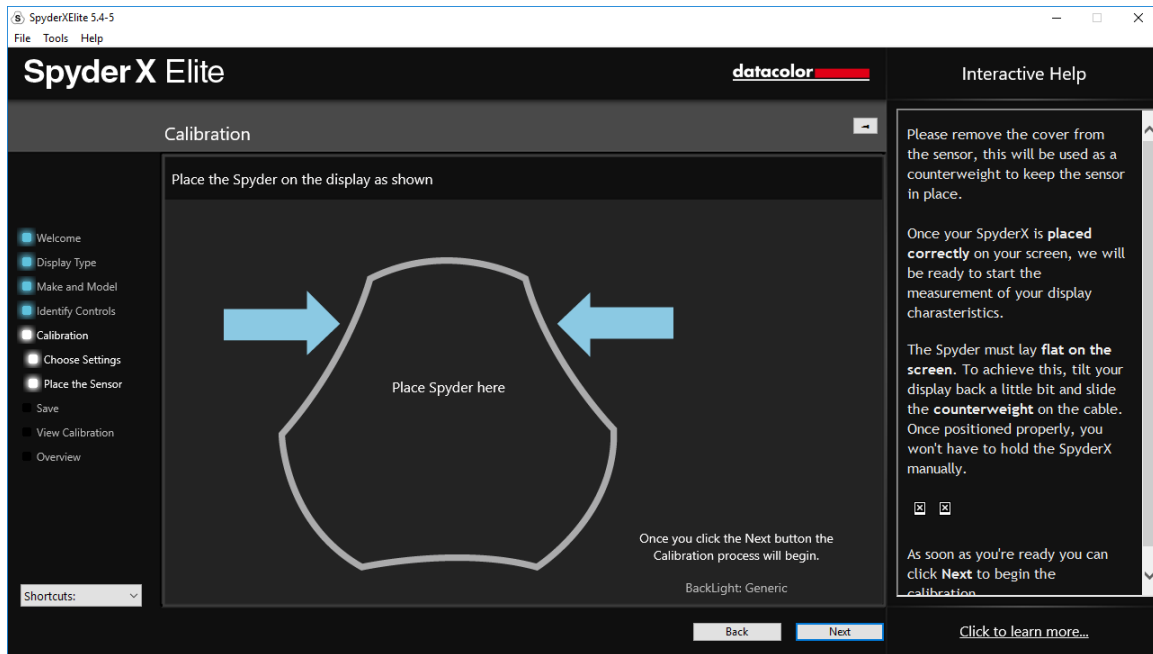 SpyderXElite 5.4-5
File Tools Help
Spyder X Elite
datacolor
Interactive Help
Calibration
Place the Spyder on the display as shown
Welcome
Display Type
Make and Model
Identify Controls
Calibration
Choose Settings
Place the Sensor
Save
View Calibration
Overview
Shortcuts:
Place Spyder here
Once you click the Next button the
Calibration process will begin.
BackLight: Generic
Back
Next
Please remove the cover from
the sensor, this will be used as a
counterweight to keep the sensor
in place.
Once your SpyderX is placed
correctly on your screen, we will
be ready to start the
measurement of your display
charasteristics.
The Spyder must lay flat on the
screen. To achieve this, tilt your
display back a little bit and slide
the counterweight on the cable.
Once positioned properly, you
won't have to hold the SpyderX
manually.
As soon as you're ready you can
click Next to begin the
calibration
Click to learn more...